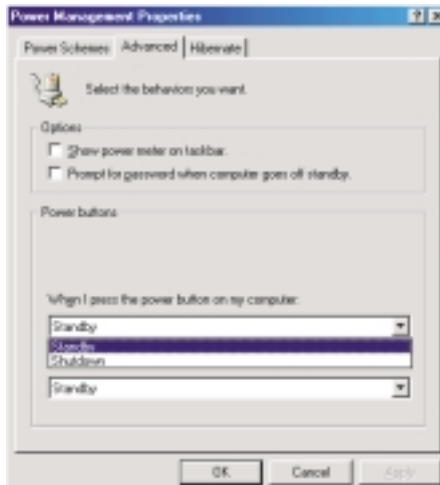 Power Management Properties
? x
Power Schemes Advanced Hibernate
Select the behaviors you want.
Options
Show power meter on taskbar.
Prompt for password when computer goes off standby.
Power buttons
When I press the power button on my computer:
Standby
Standby
Shutdown
Standby
OK Cancel Apply